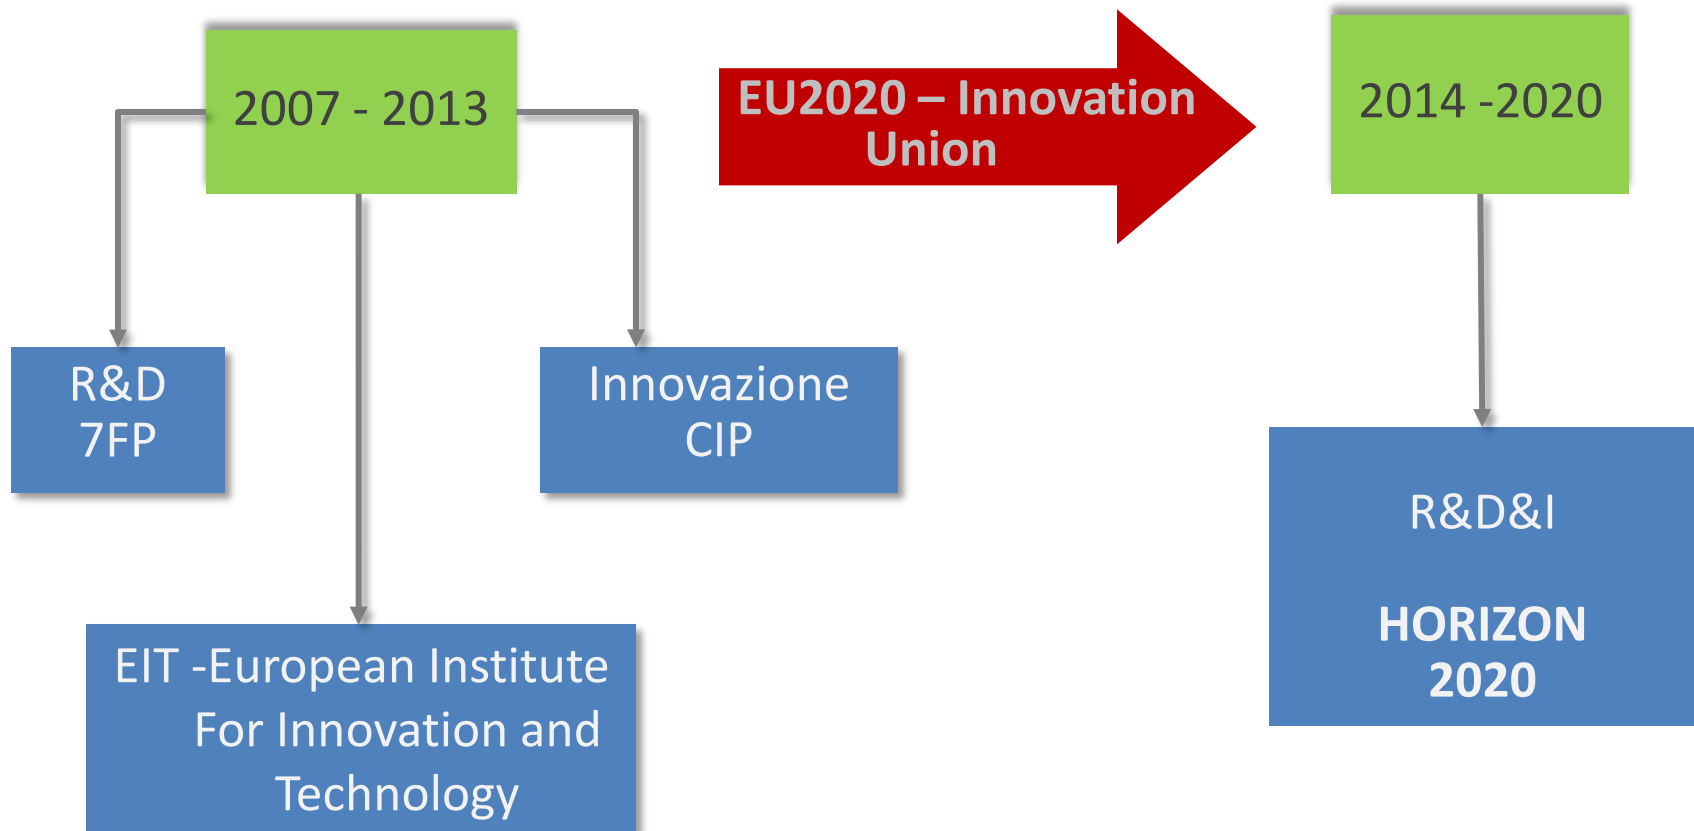 2007 - 2013
EU2020 – Innovation
Union
2014 -2020
R&D
7FP
Innovazione
CIP
EIT -European Institute
For Innovation and
Technology
R&D&I
HORIZON
2020